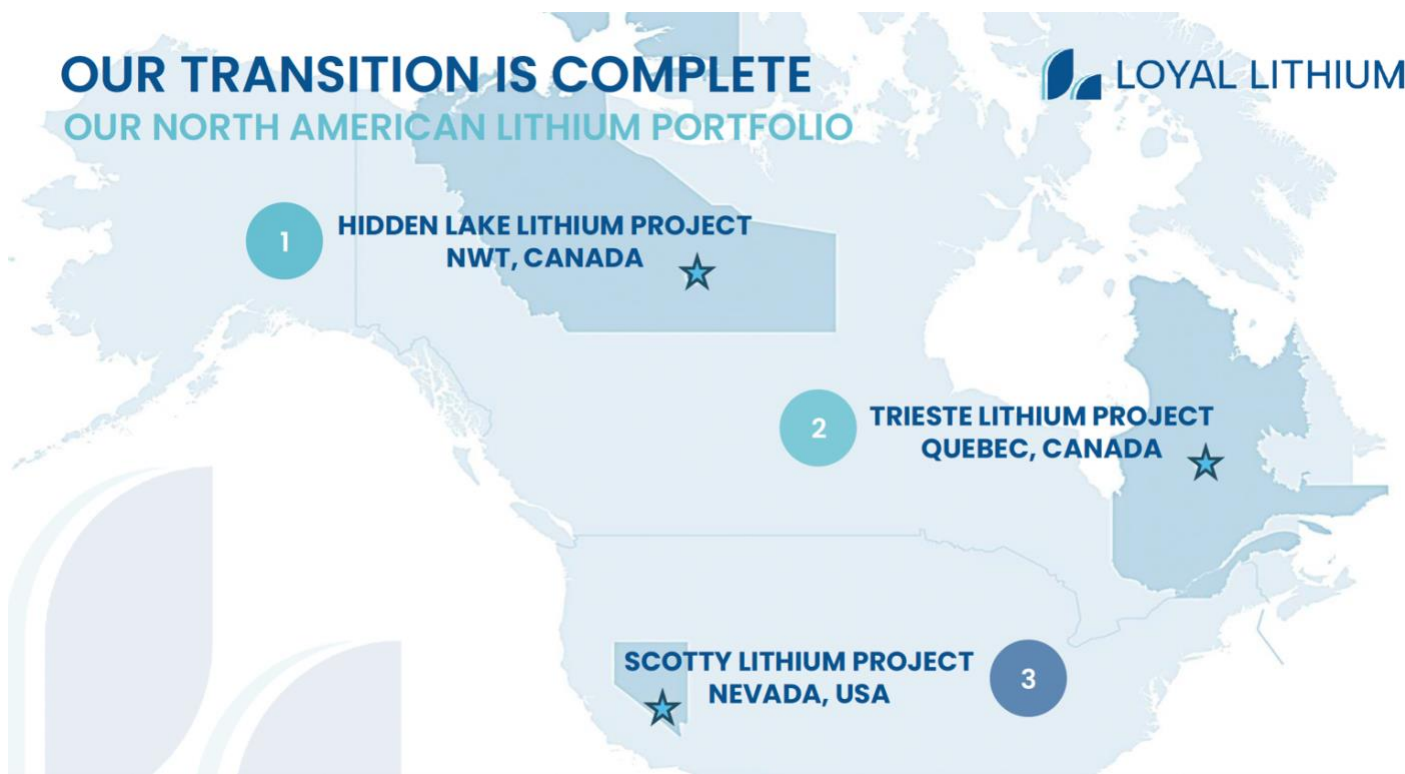 OUR TRANSITION IS COMPLETE
LOYAL LITHIUM
OUR NORTH AMERICAN LITHIUM PORTFOLIO
1
HIDDEN LAKE LITHIUM PROJECT
NWT, CANADA
2
TRIESTE LITHIUM PROJECT
QUEBEC, CANADA
SCOTTY LITHIUM PROJECT
NEVADA, USA
3